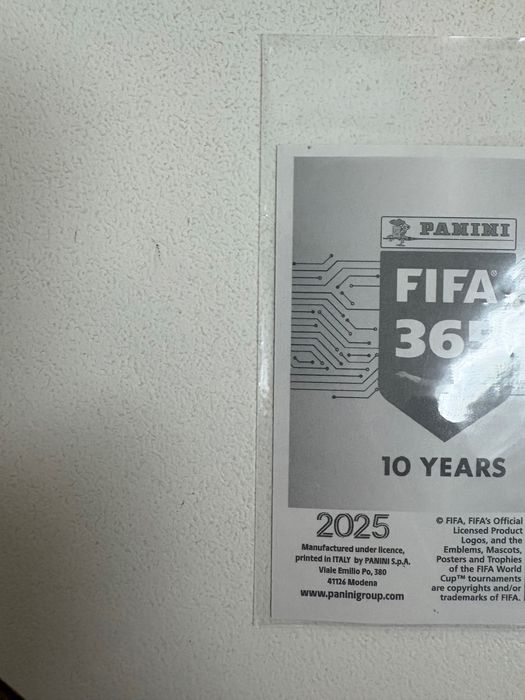 PANINI
FIFA®
365
10 YEARS
2025
Manufactured under licence,
printed in ITALY by PANINI S.p.A.
Viale Emilio Po, 380
41126 Modena
www.paninigroup.com
© FIFA, FIFA's Official
Licensed Product
Logos, and the
Emblems, Mascots,
Posters and Trophies
of the FIFA World
Cup™ tournaments
are copyrights and/or
trademarks of FIFA.